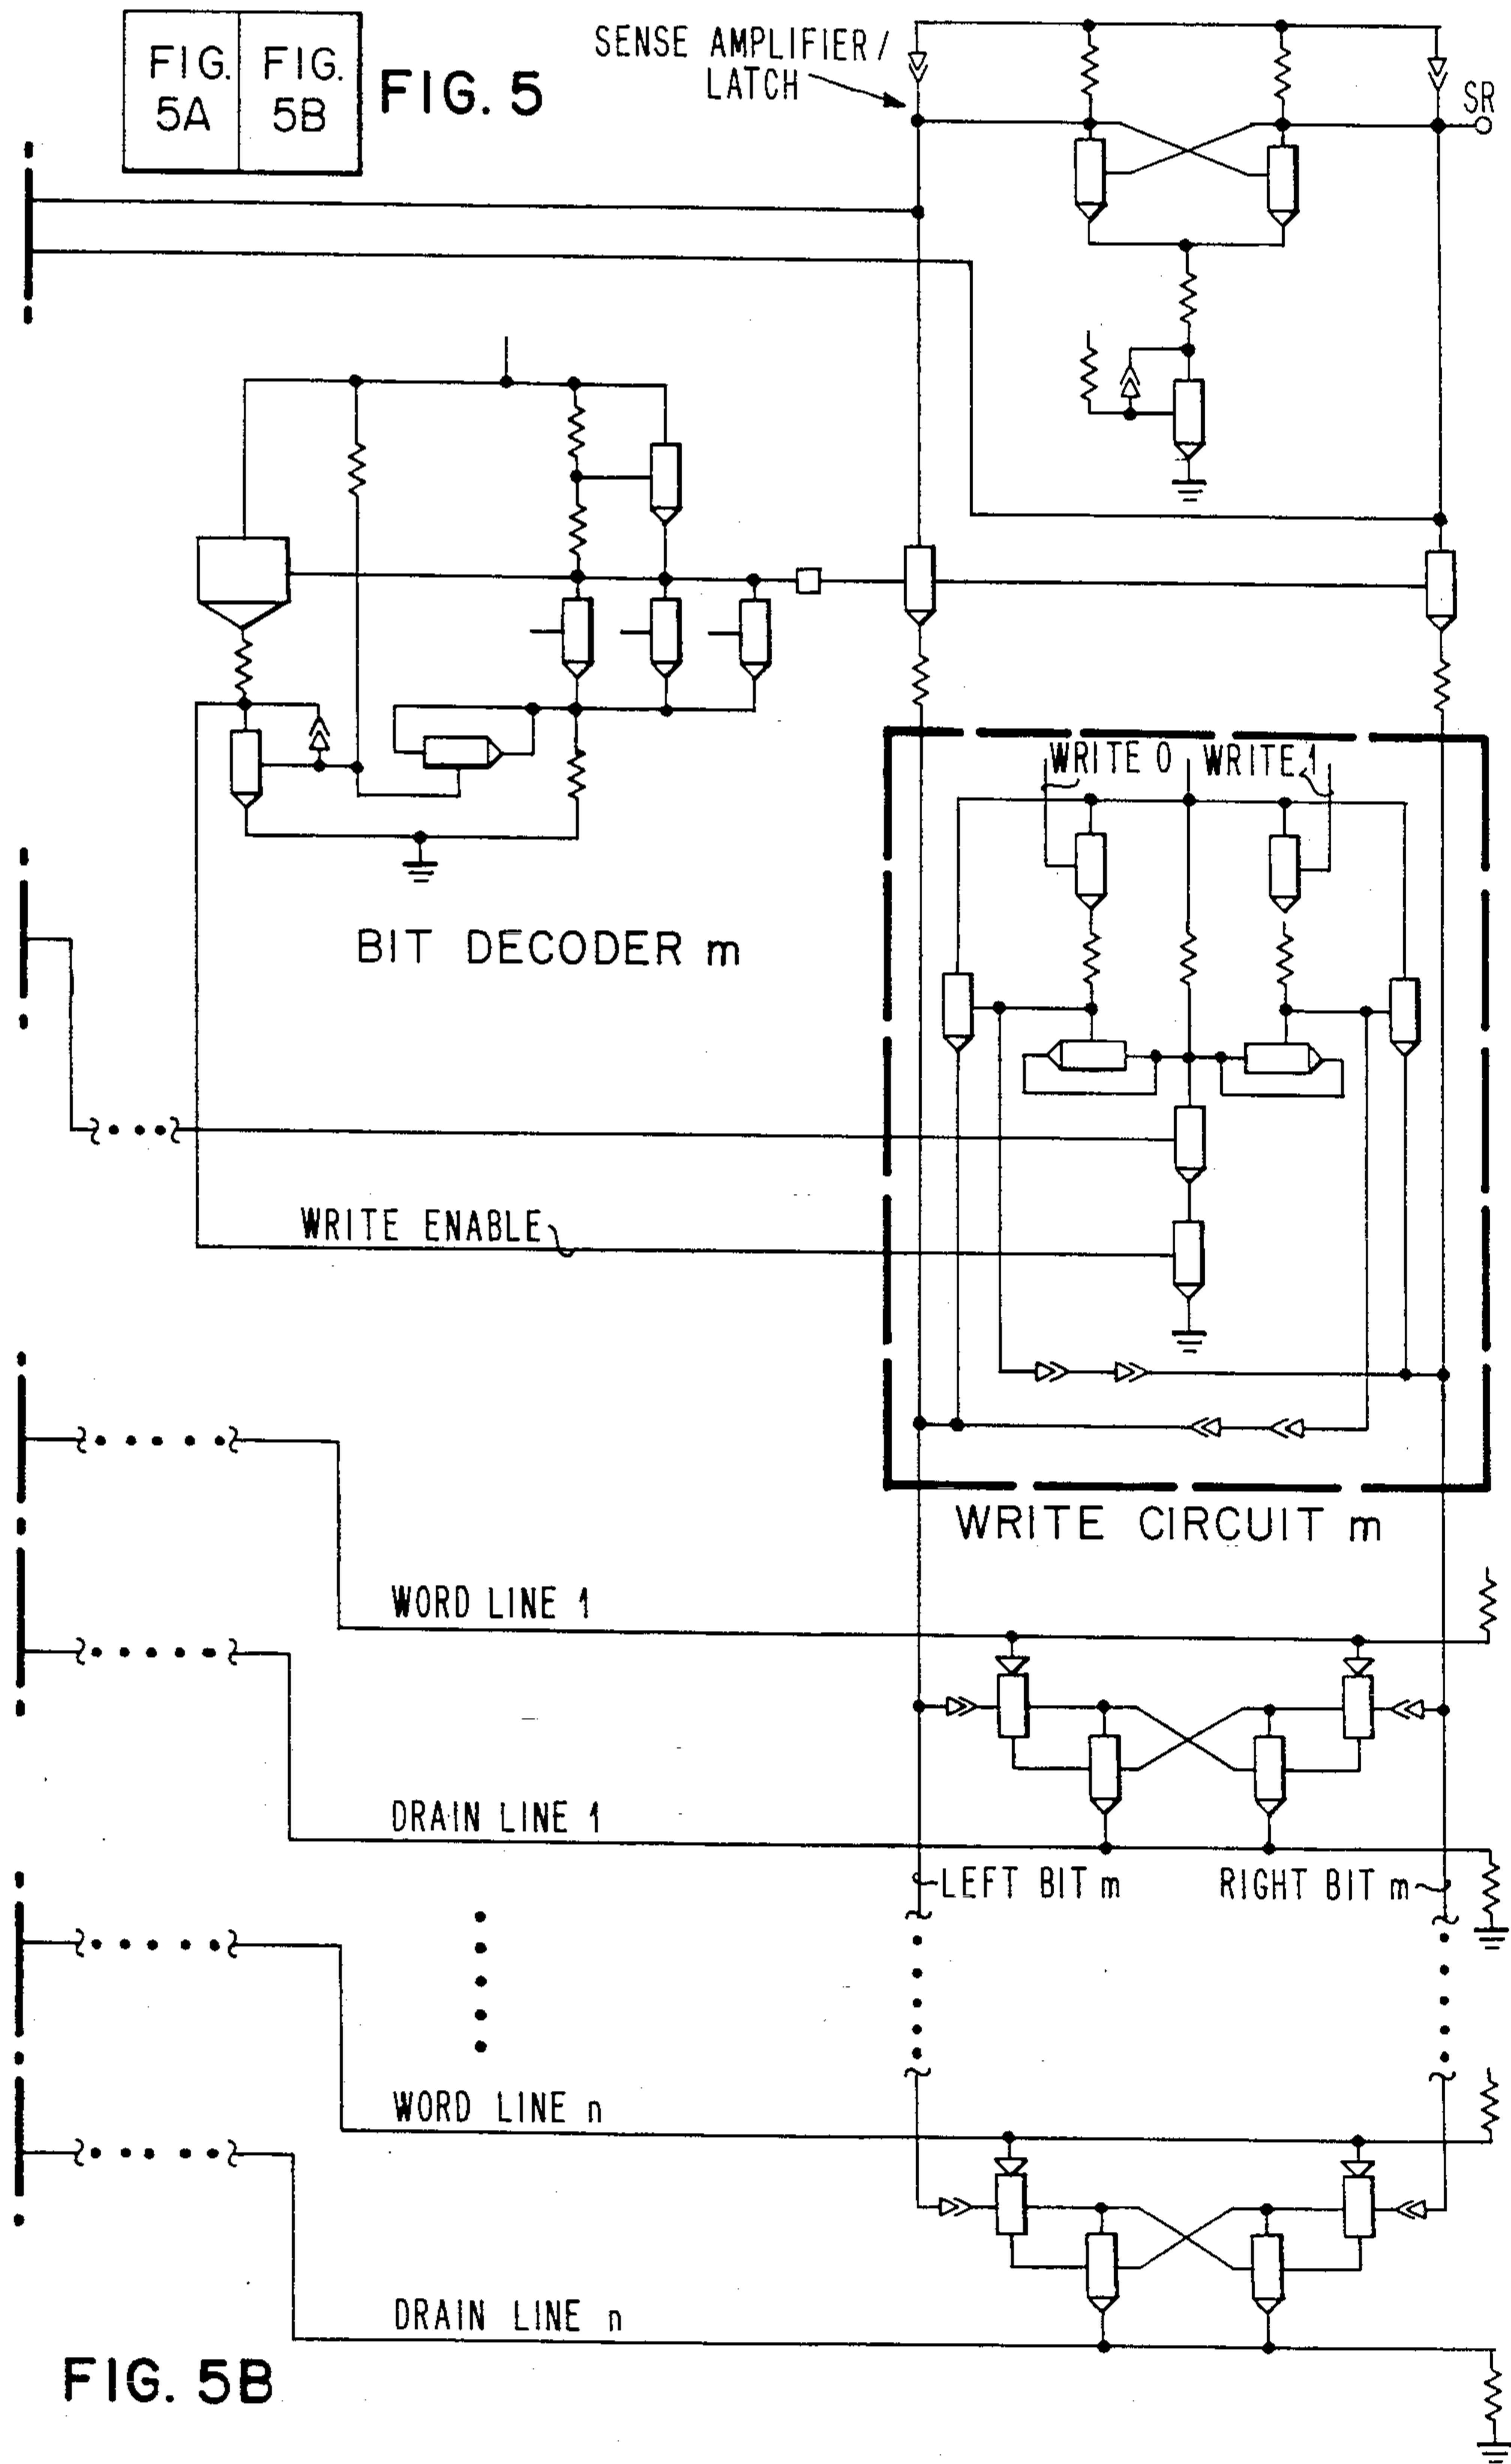 FIG. 5A
FIG. 5B
FIG. 5
SENSE AMPLIFIER /
LATCH
SR
WRITE 0
WRITE 1
BIT DECODER m
WRITE ENABLE
WRITE CIRCUIT m
WORD LINE 1
DRAIN LINE 1
LEFT BIT m
RIGHT BIT m
WORD LINE n
DRAIN LINE n
FIG. 5B